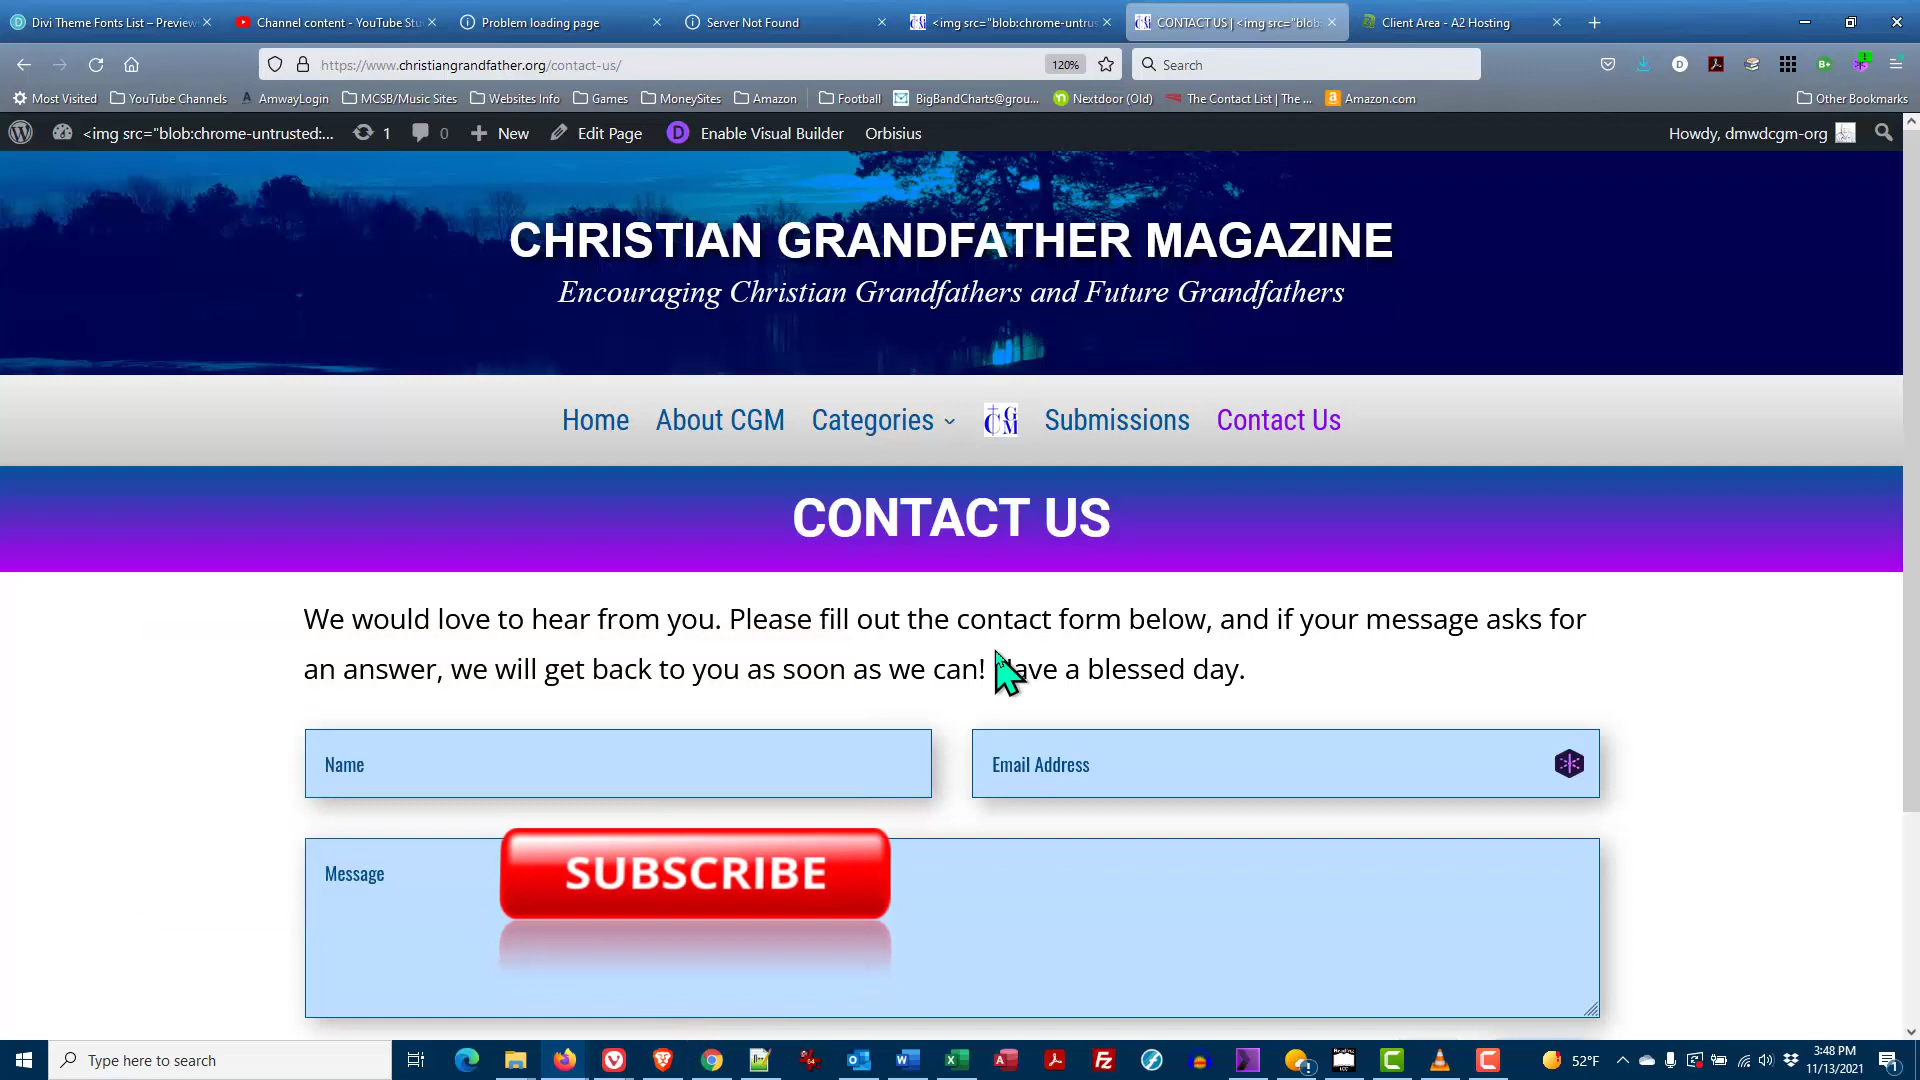 Divi Theme Fonts List – Preview
Channel content - YouTube Stu
Problem loading page
Server Not Found
<img src="blob:chrome-untrus
CONTACT US | <img src="blob:
Client Area - A2 Hosting
https://www.christiangrandfather.org/contact-us/
120%
Search
Most Visited
YouTube Channels
AmwayLogin
MCSB/Music Sites
Websites Info
Games
MoneySites
Amazon
Football
BigBandCharts@grou...
Nextdoor (Old)
The Contact List | The ...
Amazon.com
Other Bookmarks
<img src="blob:chrome-untrusted:...
1
0
New
Edit Page
D
Enable Visual Builder
Orbisius
Howdy, dmwdcgm-org
CHRISTIAN GRANDFATHER MAGAZINE
Encouraging Christian Grandfathers and Future Grandfathers
Home
About CGM
Categories
CGM
Submissions
Contact Us
CONTACT US
We would love to hear from you. Please fill out the contact form below, and if your message asks for
an answer, we will get back to you as soon as we can! Have a blessed day.
Name
Email Address
Message
SUBSCRIBE
Type here to search
52°F
3:48 PM
11/13/2021
1